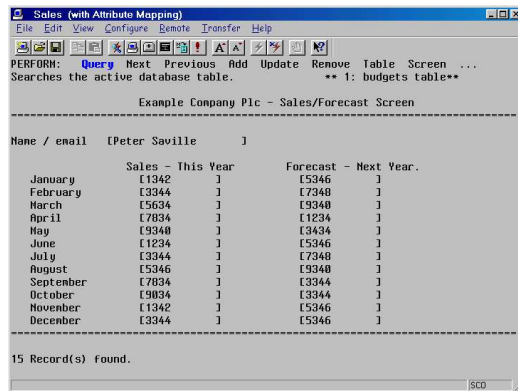 Sales (with Attribute Mapping)
File Edit View Configure Remote Transfer Help
PERFORM: Query Next Previous Add Update Remove Table Screen ...
Searches the active database table. ** 1: budgets table**
Example Company Plc - Sales/Forecast Screen
Name / email [Peter Saville ]
Sales - This Year Forecast - Next Year.
January [1342 ] [5346 ]
February [3344 ] [7348 ]
March [5634 ] [9340 ]
April [7834 ] [1234 ]
May [9340 ] [3434 ]
June [1234 ] [5346 ]
July [3344 ] [7348 ]
August [5346 ] [9340 ]
September [7834 ] [3344 ]
October [9034 ] [3344 ]
November [1342 ] [5346 ]
December [3344 ] [5346 ]
15 Record(s) found.
SCO